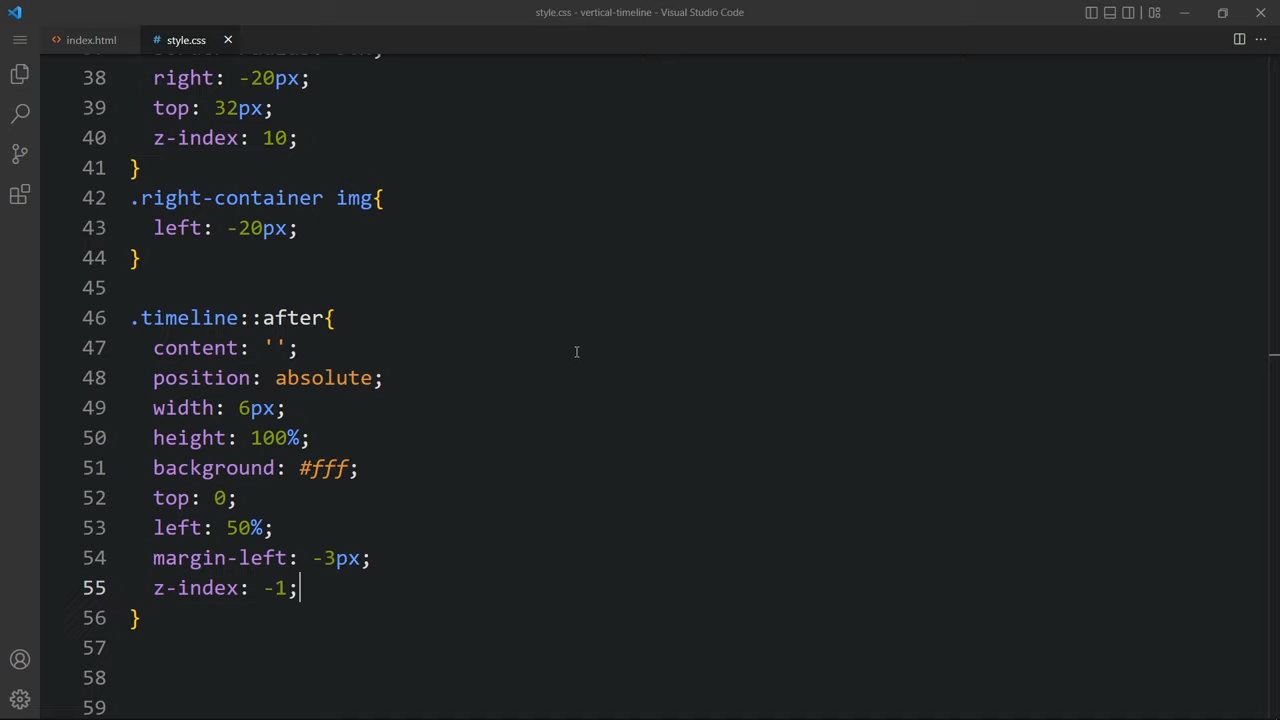 style.css - vertical-timeline - Visual Studio Code
index.html
# style.css
38 right: -20px;
39 top: 32px;
40 z-index: 10;
41 }
42 .right-container img{
43 left: -20px;
44 }
45
46 .timeline::after{
47 content: '';
48 position: absolute;
49 width: 6px;
50 height: 100%;
51 background: #fff;
52 top: 0;
53 left: 50%;
54 margin-left: -3px;
55 z-index: -1;
56 }
57
58
59